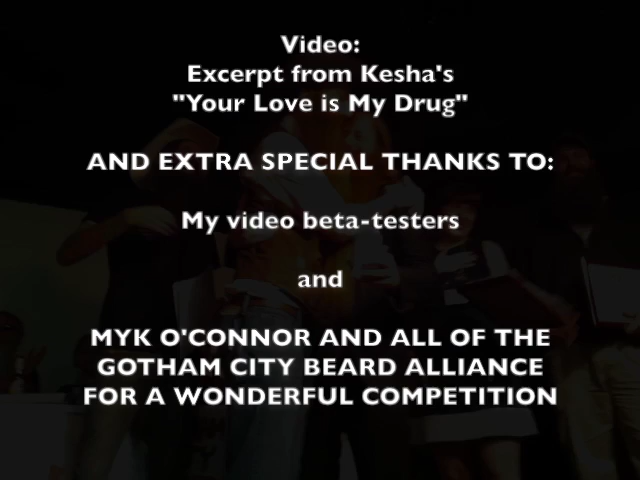 Video:
Excerpt from Kesha's
"Your Love is My Drug"
AND EXTRA SPECIAL THANKS TO:
My video beta-testers
and
MYK O'CONNOR AND ALL OF THE
GOTHAM CITY BEARD ALLIANCE
FOR A WONDERFUL COMPETITION